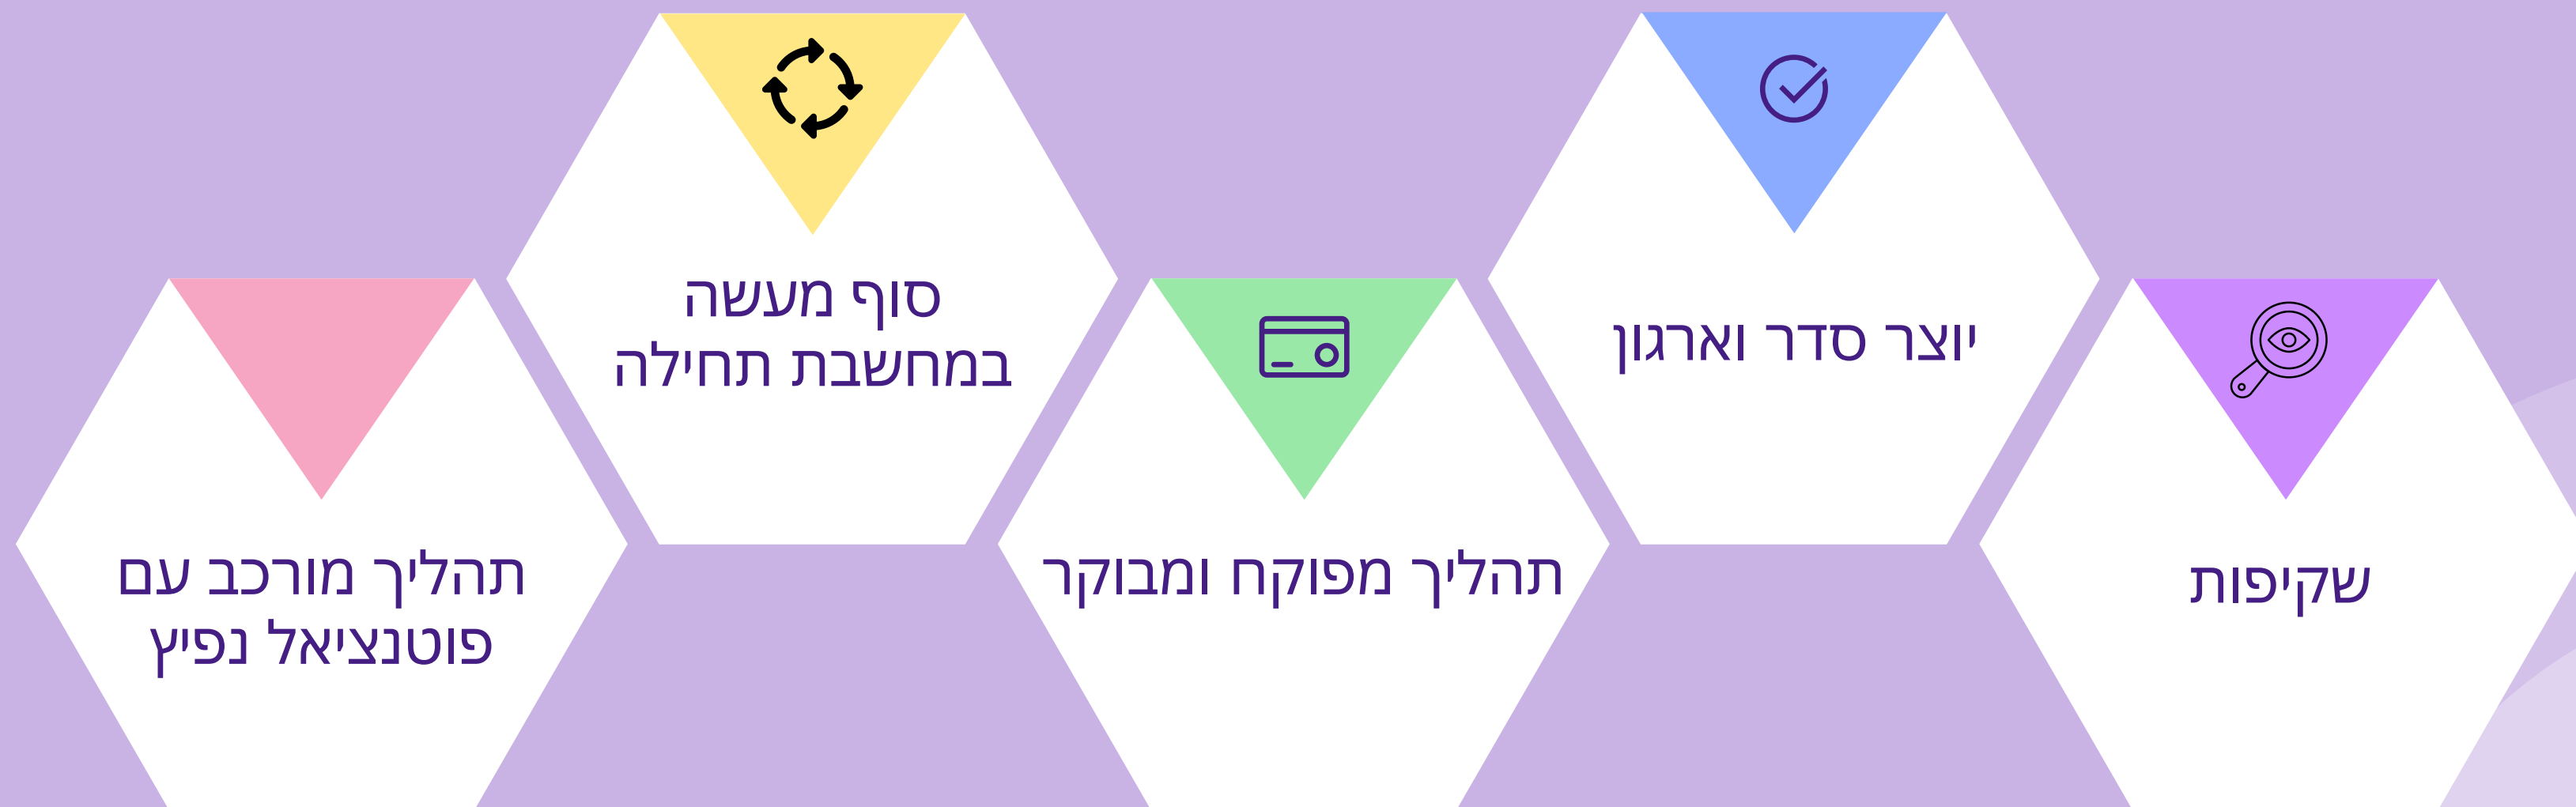 שקיפות
יוצר סדר וארגון
תהליך מפוקח ומבוקר
סוף מעשה
במחשבת תחילה
תהליך מורכב עם
פוטנציאל נפיץ